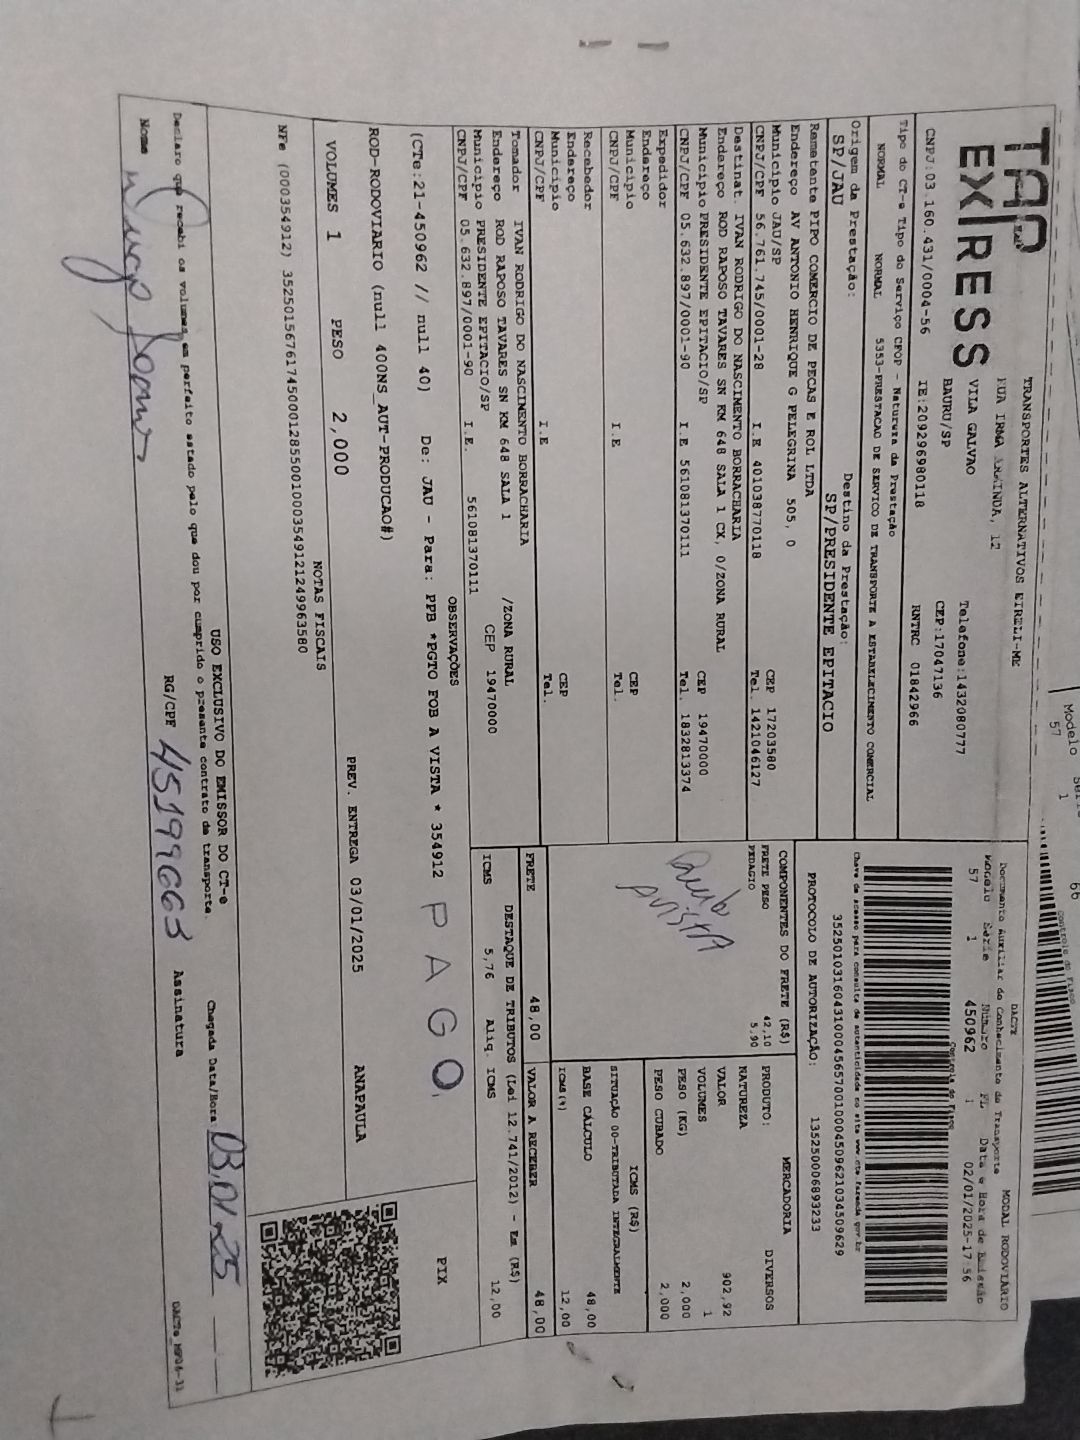 TAP EXPRESS
TRANSPORTES ALTERNATIVOS EIRELI-ME
RUA IRMA ARMINDA, 12
VILA GALVAO
BAURU/SP
Telefone:1432080777
CEP:17047136
CNPJ:03.160.431/0004-56 IE:209296980118 RNTRC 01842966
Tipo do CT-e Tipo do Serviço CFOP - Natureza da Prestação
NORMAL NORMAL 5353-PRESTACAO DE SERVICO DE TRANSPORTE A ESTABELECIMENTO COMERCIAL
Origem da Prestação: Destino da Prestação:
SP/JAU SP/PRESIDENTE EPITACIO
Remetente PIPO COMERCIO DE PECAS E ROL LTDA
Endereço AV ANTONIO HENRIQUE G PELEGRINA 505, 0
Municipio JAU/SP CEP 17203580
CNPJ/CPF 56.761.745/0001-28 I.E 401038770118 Tel. 1421046127
Destinat. IVAN RODRIGO DO NASCIMENTO BORRACHARIA
Endereço ROD RAPOSO TAVARES SN KM 648 SALA 1 CX, 0/ZONA RURAL
Municipio PRESIDENTE EPITACIO/SP CEP 19470000
CNPJ/CPF 05.632.897/0001-90 I.E 561081370111 Tel. 1832813374
Expedidor
Endereço
Municipio CEP
CNPJ/CPF I.E Tel.
Recebedor
Endereço
Municipio CEP
CNPJ/CPF I.E Tel.
Tomador IVAN RODRIGO DO NASCIMENTO BORRACHARIA
Endereço ROD RAPOSO TAVARES SN KM 648 SALA 1 /ZONA RURAL
Municipio PRESIDENTE EPITACIO/SP CEP 19470000
CNPJ/CPF 05.632.897/0001-90 I.E. 561081370111
Modelo
57 1
66
Controle do Fisco
DACTE
Documento Auxiliar do Conhecimento de Transporte MODAL RODOVIÁRIO
Modelo Serie Número FL Data e Hora de Emissão
57 1 450962 1 02/01/2025-17:56
Controle do Fisco
Chave de acesso para consulta de autenticidade no site www.cte.fazenda.gov.br
35250103160431000456570010004509621034509629
PROTOCOLO DE AUTORIZAÇÃO: 135250006893233
COMPONENTES DO FRETE (R$)
FRETE PESO 42,10
PEDAGIO 5,90
AVISTA
MERCADORIA
PRODUTO: DIVERSOS
NATUREZA
VALOR 902,92
VOLUMES 1
PESO (KG) 2,000
PESO CUBADO 2,000
ICMS (R$)
SITUAÇÃO 00-TRIBUTADA INTEGRALMENTE
BASE CÁLCULO 48,00
ICMS(%) 12,00
FRETE 48,00 VALOR A RECEBER 48,00
DESTAQUE DE TRIBUTOS (Lei 12.741/2012) - Em (R$)
ICMS 5,76 Aliq. ICMS 12,00
OBSERVAÇÕES
(CTe:21-450962 // null 40) De: JAU - Para: PPB *PGTO FOB A VISTA * 354912 PAGO PIX
ROD-RODOVIARIO (null 400NS_AUT-PRODUCAO#)
VOLUMES 1 PESO 2,000 PREV. ENTREGA 03/01/2025 ANAPAULA
NOTAS FISCAIS
NFe (000354912) 35250156761745000128550010003549121249963580
USO EXCLUSIVO DO EMISSOR DO CT-e
Declaro que recebi os volumes em perfeito estado pelo que dou por cumprido o presente contrato de transporte. Chegada Data/Hora 03.01.25
Nome RG/CPF 451996663 Assinatura